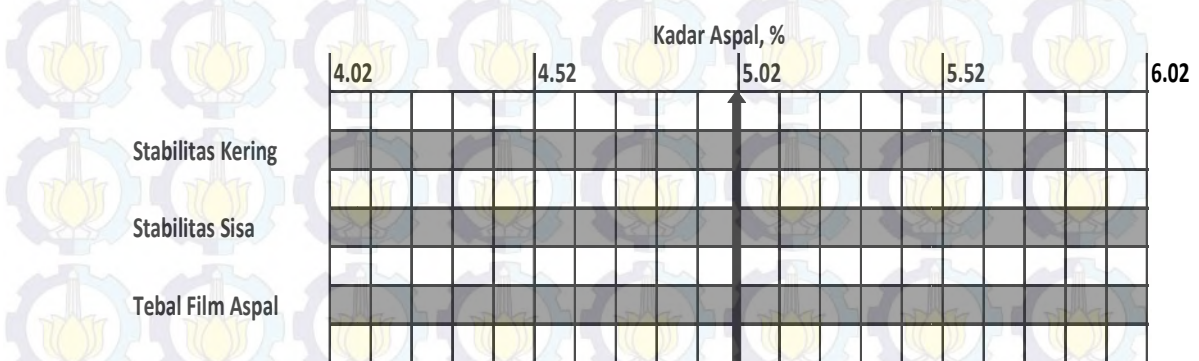 Kadar Aspal, %
4.02 4.52 5.02 5.52 6.02
Stabilitas Kering
Stabilitas Sisa
Tebal Film Aspal